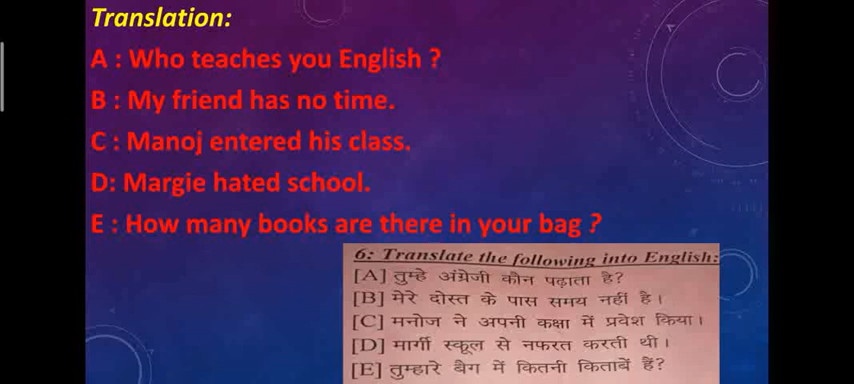 Translation:
A : Who teaches you English ?
B : My friend has no time.
C : Manoj entered his class.
D: Margie hated school.
E : How many books are there in your bag ?
6: Translate the following into English:
[A] तुम्हे अंग्रेजी कौन पढ़ाता है?
[B] मेरे दोस्त के पास समय नहीं है।
[C] मनोज ने अपनी कक्षा में प्रवेश किया।
[D] मार्गी स्कूल से नफरत करती थी।
[E] तुम्हारे बैग में कितनी किताबें हैं?